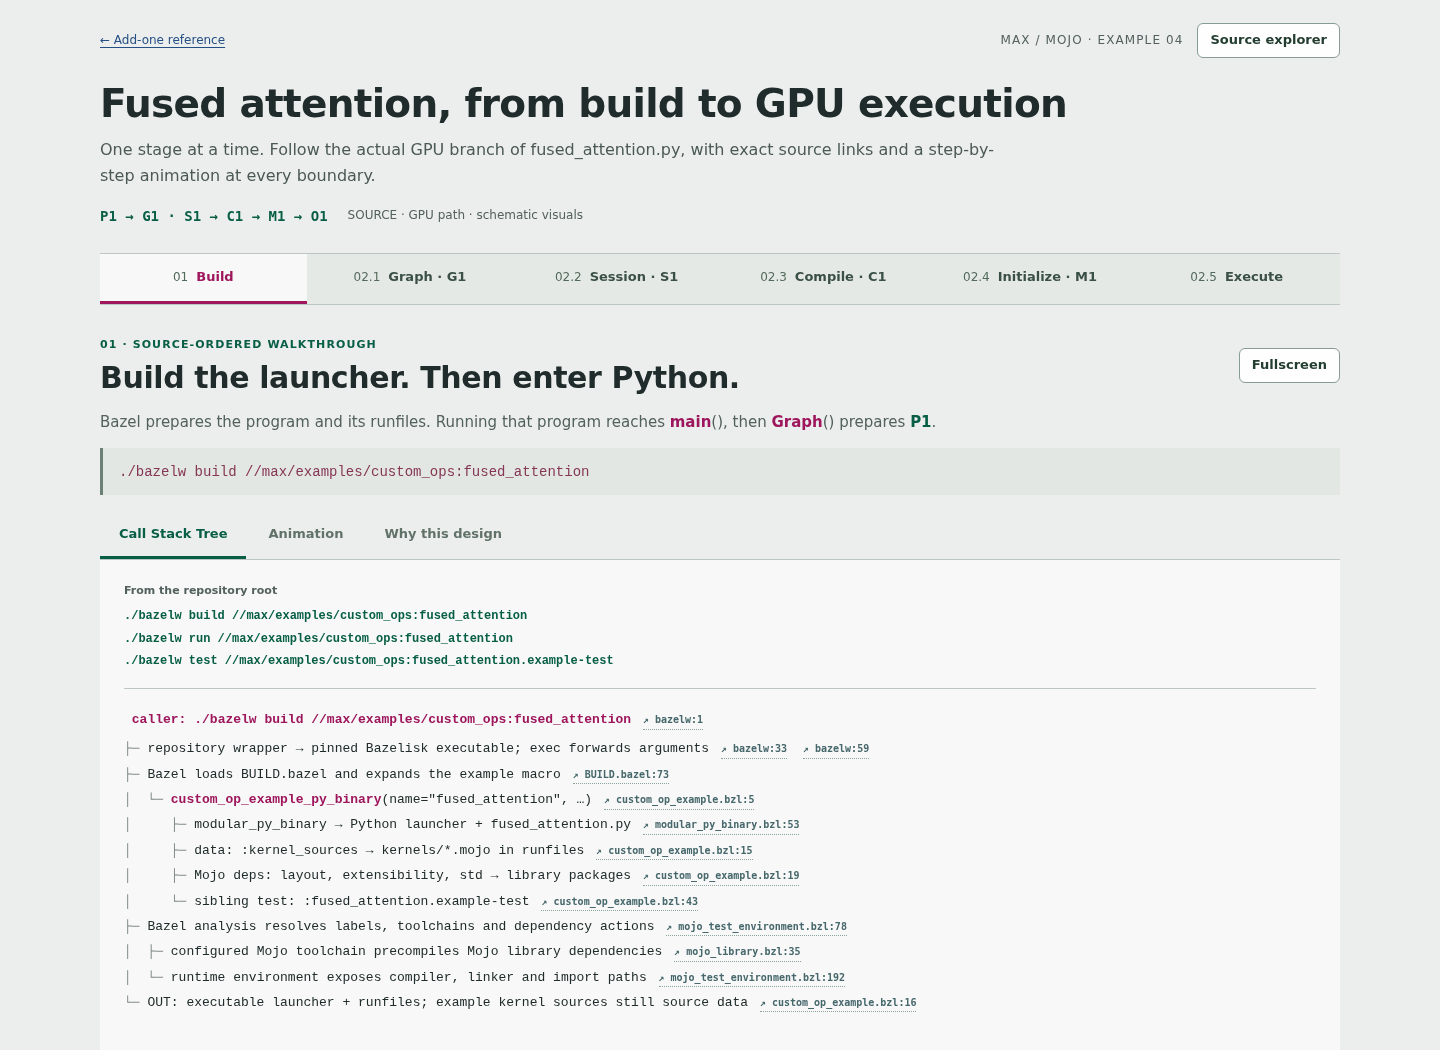 ← Add-one reference
MAX / MOJO · EXAMPLE 04
Source explorer
Fused attention, from build to GPU execution
One stage at a time. Follow the actual GPU branch of fused_attention.py, with exact source links and a step-by-
step animation at every boundary.
P1 → G1 · S1 → C1 → M1 → O1 SOURCE · GPU path · schematic visuals
01 Build 02.1 Graph · G1 02.2 Session · S1 02.3 Compile · C1 02.4 Initialize · M1 02.5 Execute
01 · SOURCE-ORDERED WALKTHROUGH
Build the launcher. Then enter Python.
Fullscreen
Bazel prepares the program and its runfiles. Running that program reaches main(), then Graph() prepares P1.
./bazelw build //max/examples/custom_ops:fused_attention
Call Stack Tree Animation Why this design
From the repository root
./bazelw build //max/examples/custom_ops:fused_attention
./bazelw run //max/examples/custom_ops:fused_attention
./bazelw test //max/examples/custom_ops:fused_attention.example-test
caller: ./bazelw build //max/examples/custom_ops:fused_attention ↗ bazelw:1
├─ repository wrapper → pinned Bazelisk executable; exec forwards arguments ↗ bazelw:33 ↗ bazelw:59
├─ Bazel loads BUILD.bazel and expands the example macro ↗ BUILD.bazel:73
│  └─ custom_op_example_py_binary(name="fused_attention", …) ↗ custom_op_example.bzl:5
│     ├─ modular_py_binary → Python launcher + fused_attention.py ↗ modular_py_binary.bzl:53
│     ├─ data: :kernel_sources → kernels/*.mojo in runfiles ↗ custom_op_example.bzl:15
│     ├─ Mojo deps: layout, extensibility, std → library packages ↗ custom_op_example.bzl:19
│     └─ sibling test: :fused_attention.example-test ↗ custom_op_example.bzl:43
├─ Bazel analysis resolves labels, toolchains and dependency actions ↗ mojo_test_environment.bzl:78
│  ├─ configured Mojo toolchain precompiles Mojo library dependencies ↗ mojo_library.bzl:35
│  └─ runtime environment exposes compiler, linker and import paths ↗ mojo_test_environment.bzl:192
└─ OUT: executable launcher + runfiles; example kernel sources still source data ↗ custom_op_example.bzl:16